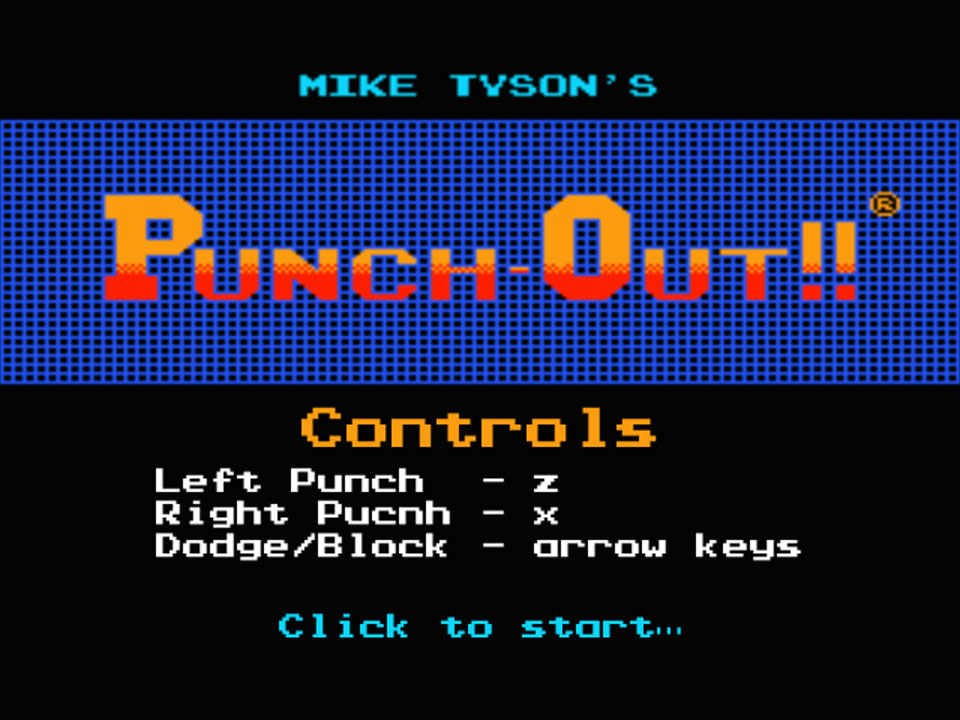 MIKE TYSON'S
PUNCH-OUT!!®
Controls
Left Punch - z
Right Pucnh - x
Dodge/Block - arrow keys
Click to start...